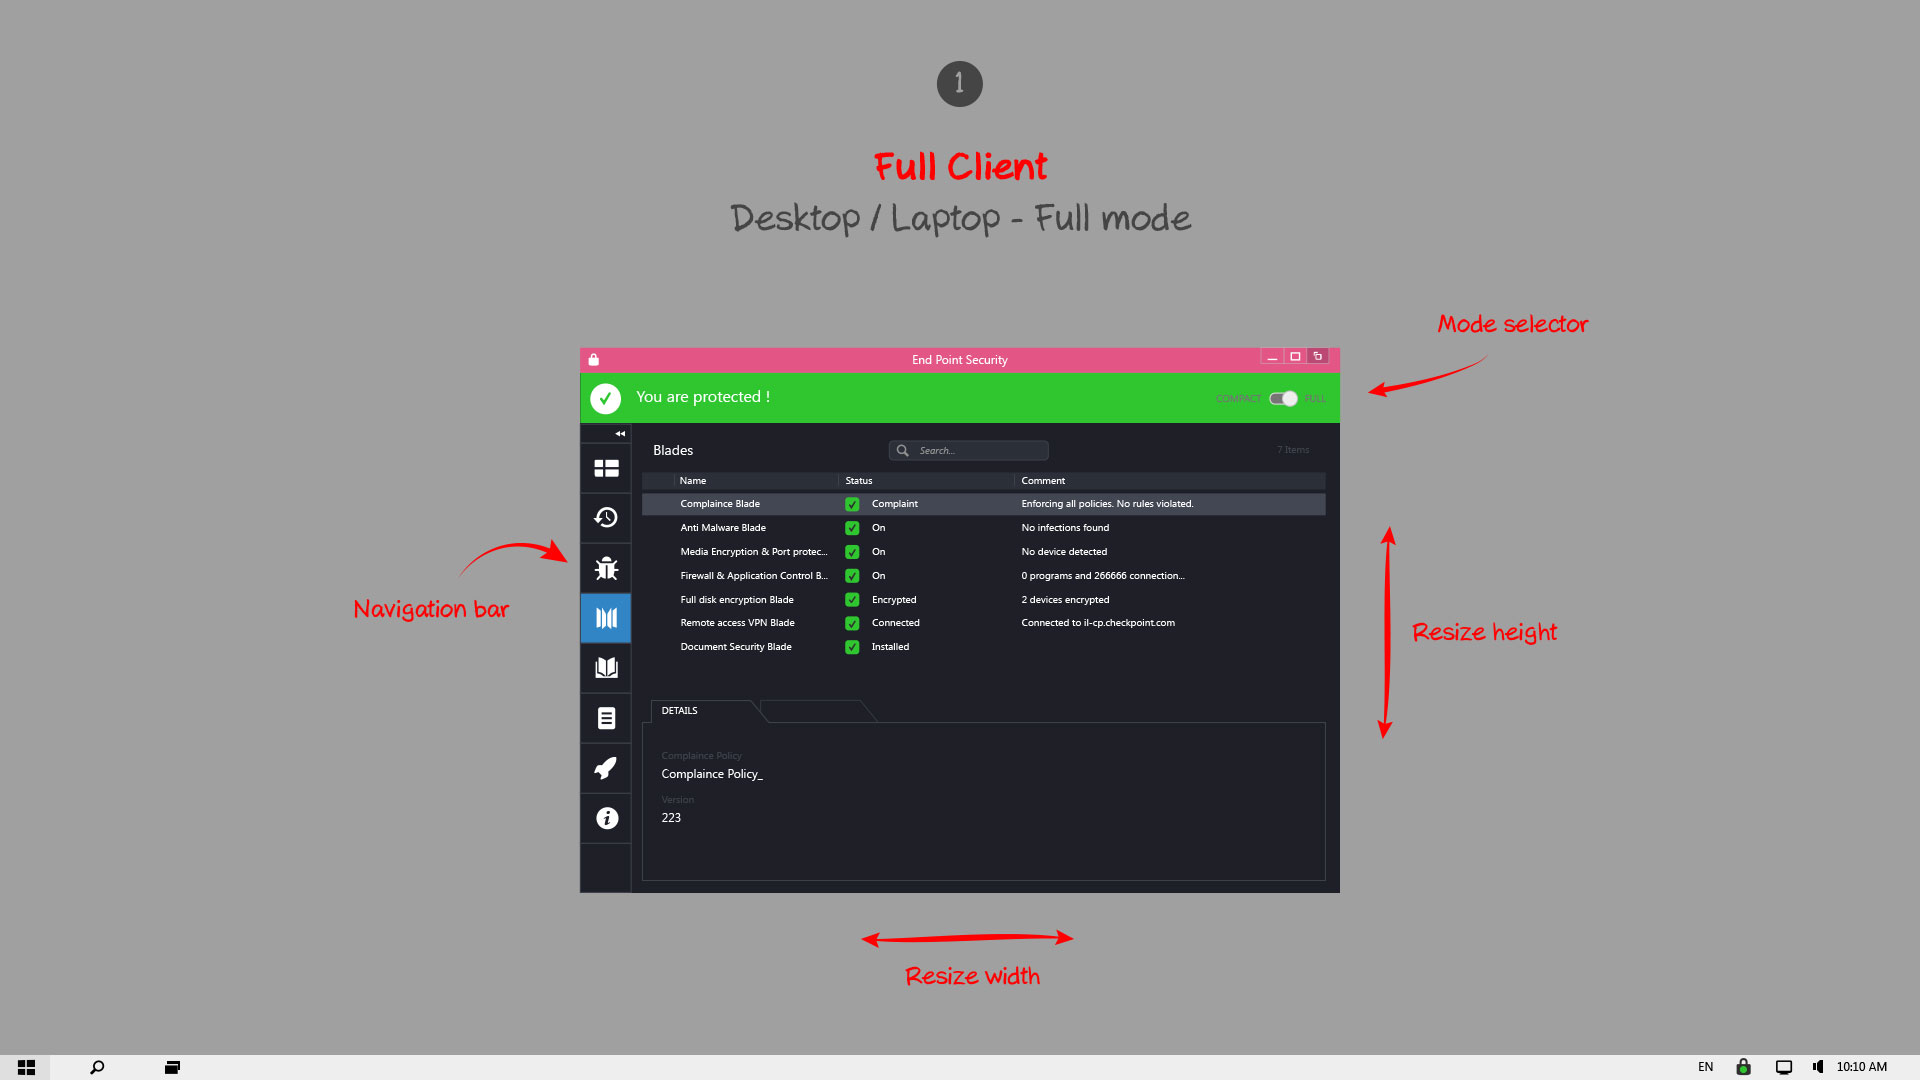 1
Full Client
Desktop / Laptop - Full mode
Mode selector
End Point Security
You are protected !
COMPACT FULL
Blades
Search...
7 Items
Name Status Comment
Complaince Blade Complaint Enforcing all policies. No rules violated.
Anti Malware Blade On No infections found
Media Encryption & Port protec... On No device detected
Firewall & Application Control B... On 0 programs and 266666 connection...
Full disk encryption Blade Encrypted 2 devices encrypted
Remote access VPN Blade Connected Connected to il-cp.checkpoint.com
Document Security Blade Installed
Navigation bar
Resize height
DETAILS
Complaince Policy
Complaince Policy_
Version
223
Resize width
EN 10:10 AM